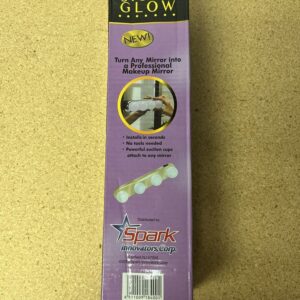 GLOW
NEW!
Turn Any Mirror into
a Professional
Makeup Mirror
• Installs in seconds
• No tools needed
• Powerful suction cups
attach to any mirror
Distributed by
Spark
Innovators, Corp.